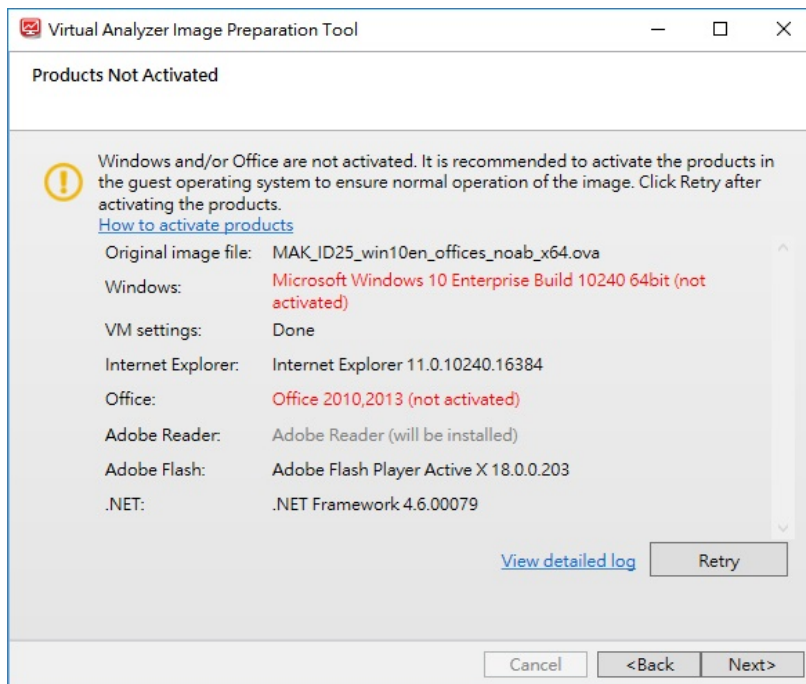 Virtual Analyzer Image Preparation Tool
Products Not Activated
Windows and/or Office are not activated. It is recommended to activate the products in
the guest operating system to ensure normal operation of the image. Click Retry after
activating the products.
How to activate products
Original image file: MAK_ID25_win10en_offices_noab_x64.ova
Windows: Microsoft Windows 10 Enterprise Build 10240 64bit (not
activated)
VM settings: Done
Internet Explorer: Internet Explorer 11.0.10240.16384
Office: Office 2010,2013 (not activated)
Adobe Reader: Adobe Reader (will be installed)
Adobe Flash: Adobe Flash Player Active X 18.0.0.203
.NET: .NET Framework 4.6.00079
View detailed log Retry
Cancel <Back Next>